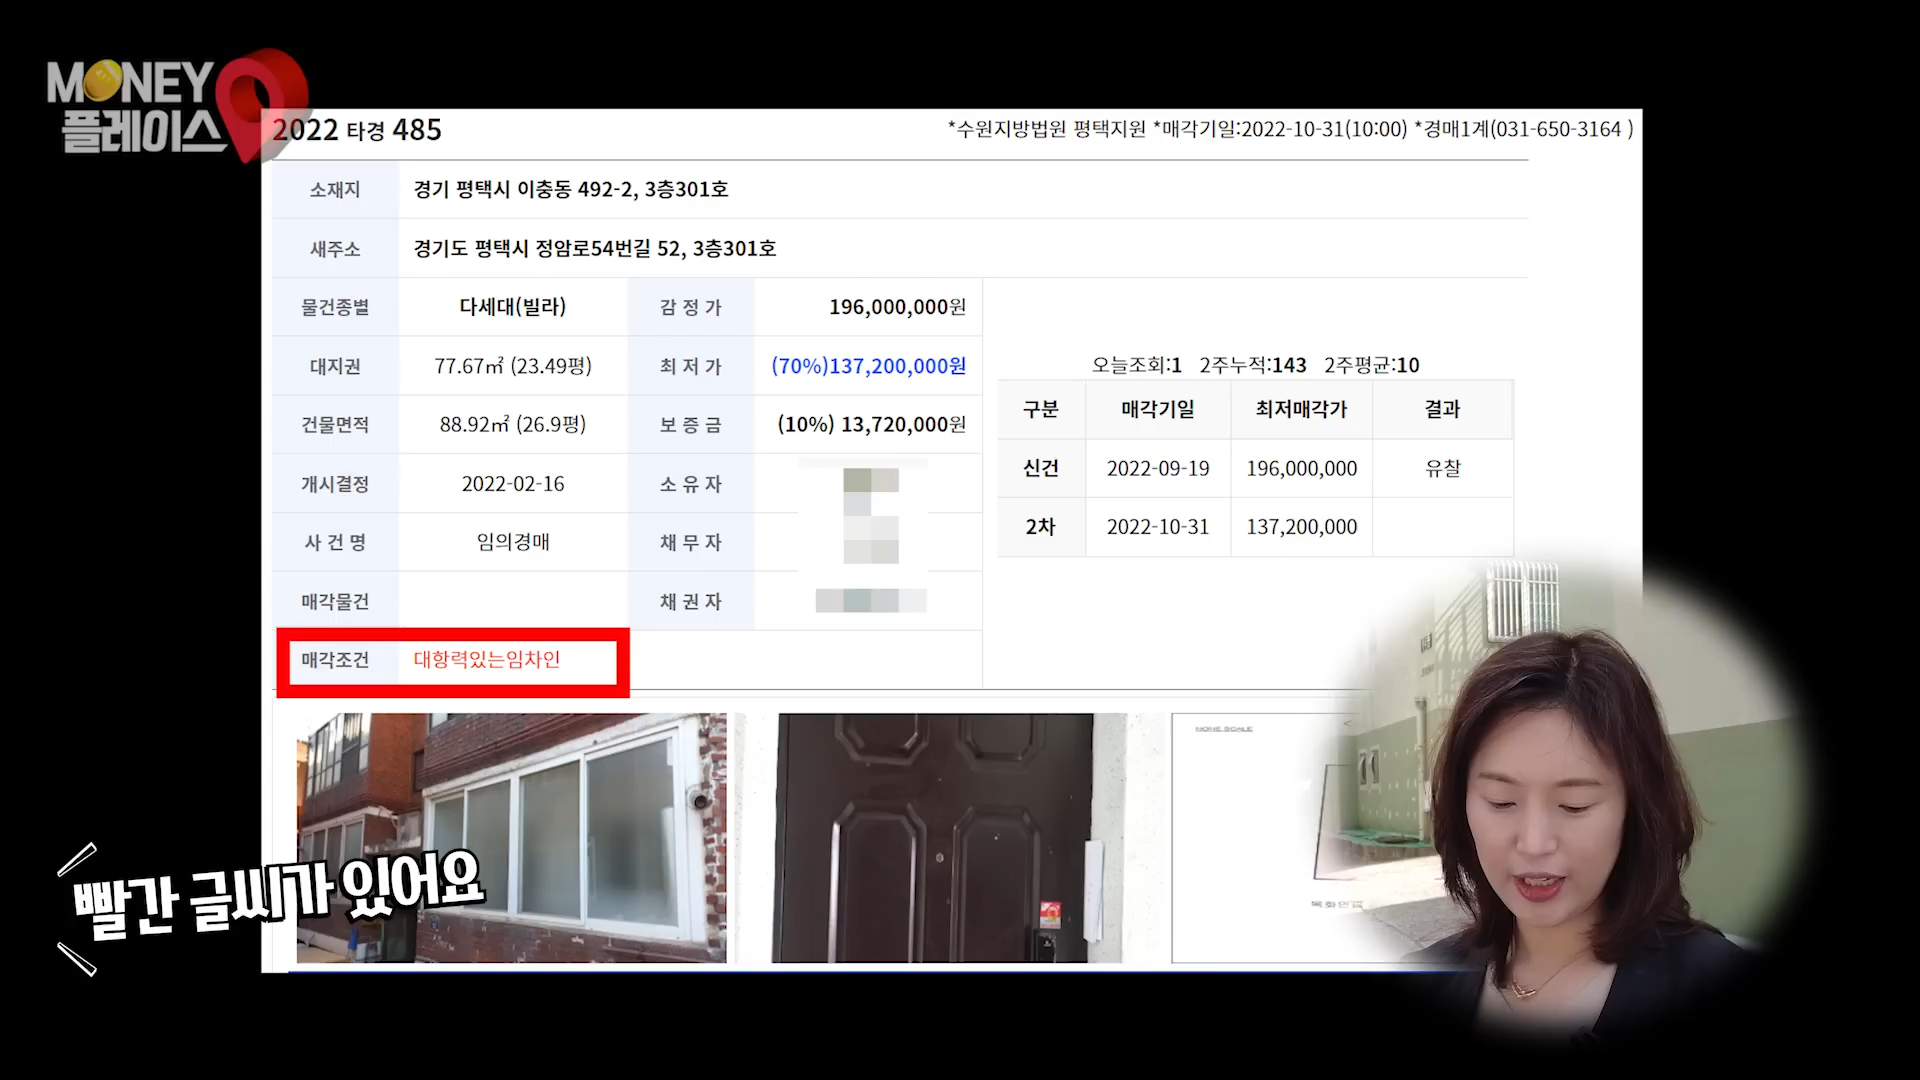 MONEY
플레이스
2022 타경 485
*수원지방법원 평택지원 *매각기일:2022-10-31(10:00) *경매1계(031-650-3164 )
소재지 경기 평택시 이충동 492-2, 3층301호
새주소 경기도 평택시 정암로54번길 52, 3층301호
물건종별 다세대(빌라) 감 정 가 196,000,000원
대지권 77.67㎡ (23.49평) 최 저 가 (70%)137,200,000원
오늘조회:1 2주누적:143 2주평균:10
건물면적 88.92㎡ (26.9평) 보 증 금 (10%) 13,720,000원
구분 매각기일 최저매각가 결과
개시결정 2022-02-16 소 유 자
신건 2022-09-19 196,000,000 유찰
사 건 명 임의경매 채 무 자
2차 2022-10-31 137,200,000
매각물건 채 권 자
매각조건 대항력있는임차인
NONE SCALE
빨간 글씨가 있어요